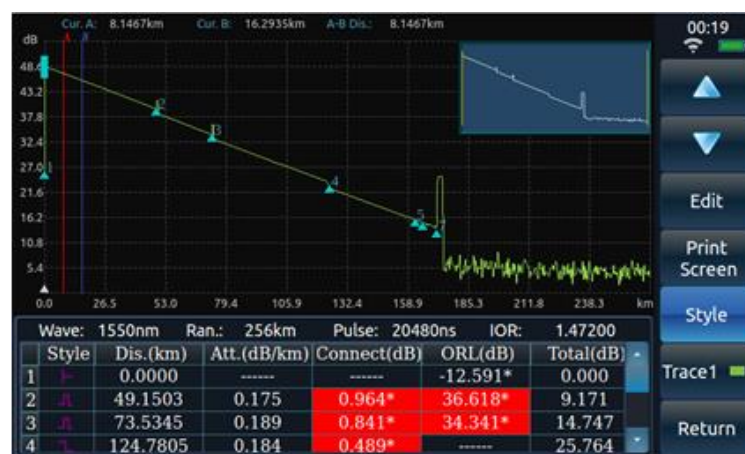 Cur. A: 8.1467km Cur. B: 16.2935km A-B Dis.: 8.1467km
00:19
dB
A B
48.6
43.2
37.8
32.4
27.0
21.6
16.2
10.8
5.4
1
2
3
4
5
7
0.0 26.5 53.0 79.4 105.9 132.4 158.9 185.3 211.8 238.3 km
Edit
Print
Screen
Style
Trace1
Return
Wave: 1550nm Ran.: 256km Pulse: 20480ns IOR: 1.47200
Style Dis.(km) Att.(dB/km) Connect(dB) ORL(dB) Total(dB)
1 0.0000 ------ ------ -12.591* 0.000
2 49.1503 0.175 0.964* 36.618* 9.171
3 73.5345 0.189 0.841* 34.341* 14.747
4 124.7805 0.184 0.489* ------ 25.764